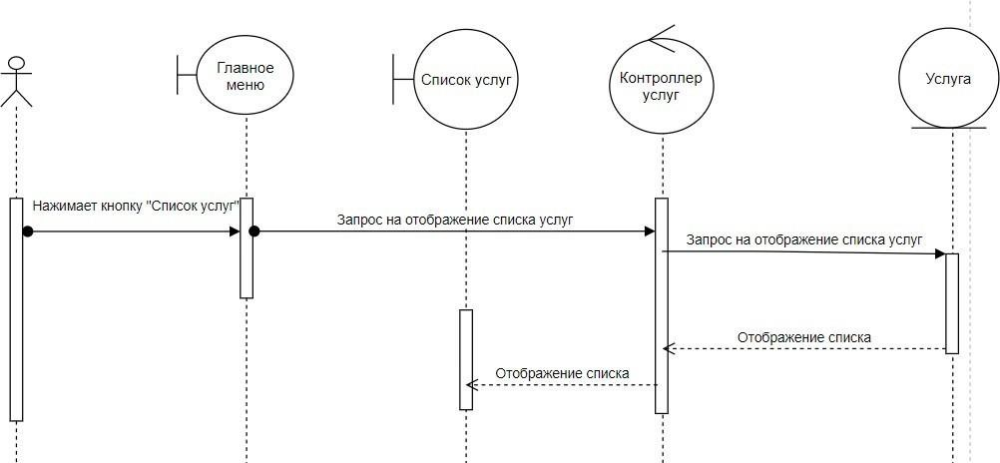 Главное
меню
Список услуг
Контроллер
услуг
Услуга
Нажимает кнопку "Список услуг"
Запрос на отображение списка услуг
Запрос на отображение списка услуг
Отображение списка
Отображение списка